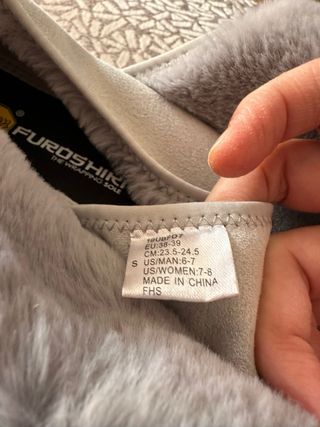 FUROSHIKI
THE WRAPPING SOLE
19UBF07
EU:38-39
CM:23.5-24.5
S US/MAN:6-7
US/WOMEN:7-8
MADE IN CHINA
FHS